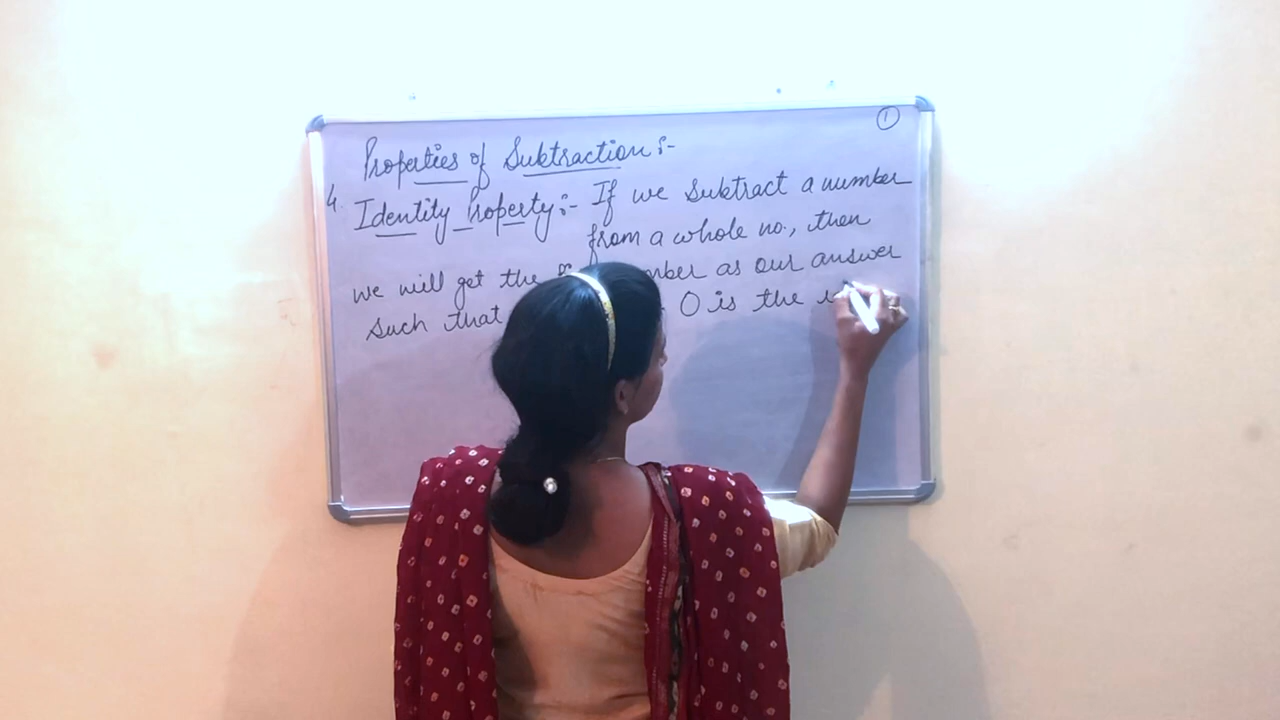 1
Properties of Subtraction :-
4. Identity Property :- If we subtract a number
from a whole no., then
we will get the as our answer
such that 0 is the